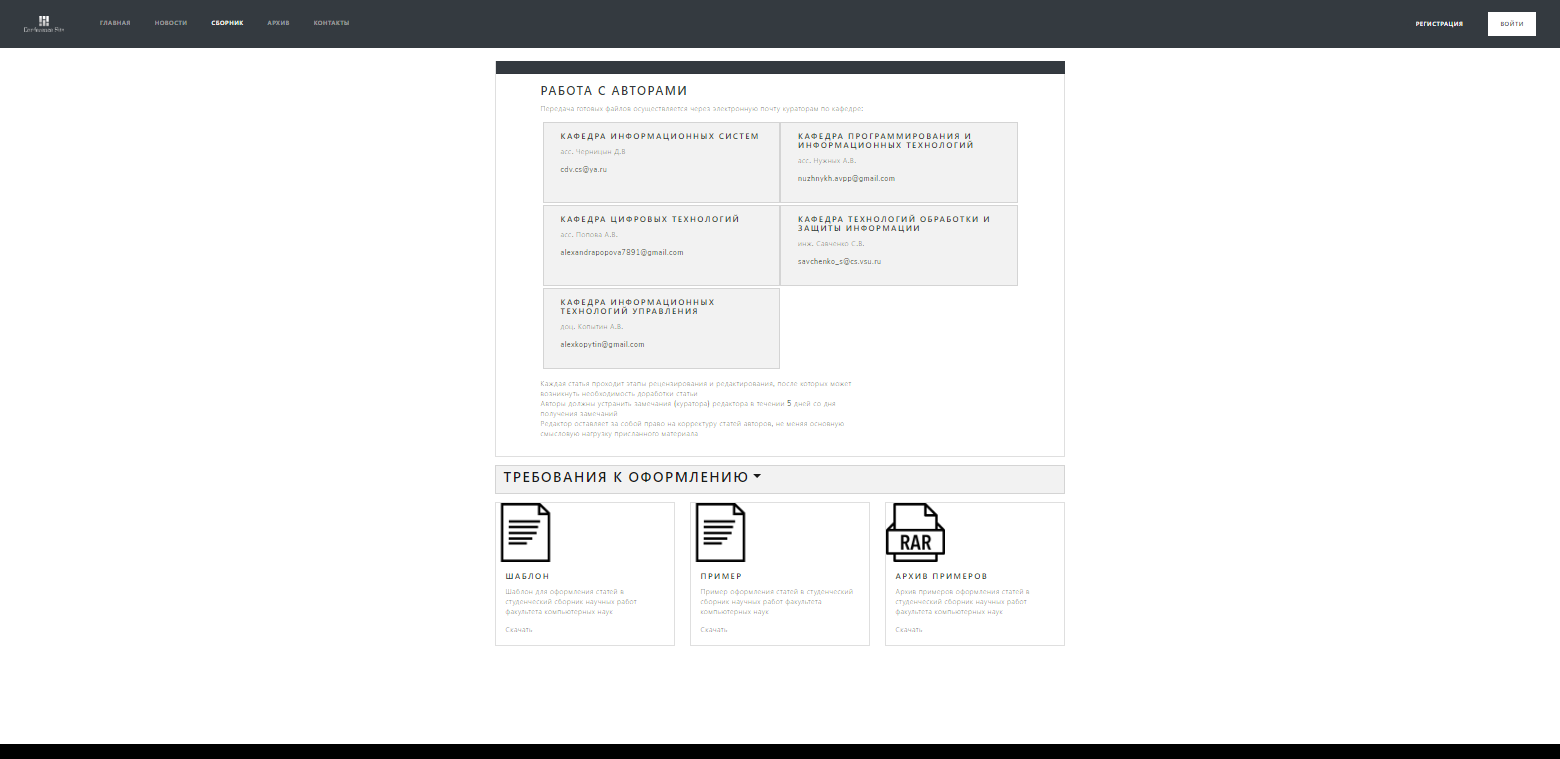 Conference Site
ГЛАВНАЯ
НОВОСТИ
СБОРНИК
АРХИВ
КОНТАКТЫ
РЕГИСТРАЦИЯ
ВОЙТИ
РАБОТА С АВТОРАМИ
Передача готовых файлов осуществляется через электронную почту кураторам по кафедре:
КАФЕДРА ИНФОРМАЦИОННЫХ СИСТЕМ
асс. Черницын Д.В
cdv.cs@ya.ru
КАФЕДРА ПРОГРАММИРОВАНИЯ И
ИНФОРМАЦИОННЫХ ТЕХНОЛОГИЙ
асс. Нужных А.В.
nuzhnykh.avpp@gmail.com
КАФЕДРА ЦИФРОВЫХ ТЕХНОЛОГИЙ
асс. Попова А.В.
alexandrapopova7891@gmail.com
КАФЕДРА ТЕХНОЛОГИЙ ОБРАБОТКИ И
ЗАЩИТЫ ИНФОРМАЦИИ
инж. Савченко С.В.
savchenko_s@cs.vsu.ru
КАФЕДРА ИНФОРМАЦИОННЫХ
ТЕХНОЛОГИЙ УПРАВЛЕНИЯ
доц. Копытин А.В.
alexkopytin@gmail.com
Каждая статья проходит этапы рецензирования и редактирования, после которых может
возникнуть необходимость доработки статьи
Авторы должны устранить замечания (куратора) редактора в течении 5 дней со дня
получения замечаний
Редактор оставляет за собой право на корректуру статей авторов, не меняя основную
смысловую нагрузку присланного материала
ТРЕБОВАНИЯ К ОФОРМЛЕНИЮ
ШАБЛОН
Шаблон для оформления статей в
студенческий сборник научных работ
факультета компьютерных наук
Скачать
ПРИМЕР
Пример оформления статей в студенческий
сборник научных работ факультета
компьютерных наук
Скачать
RAR
АРХИВ ПРИМЕРОВ
Архив примеров оформления статей в
студенческий сборник научных работ
факультета компьютерных наук
Скачать